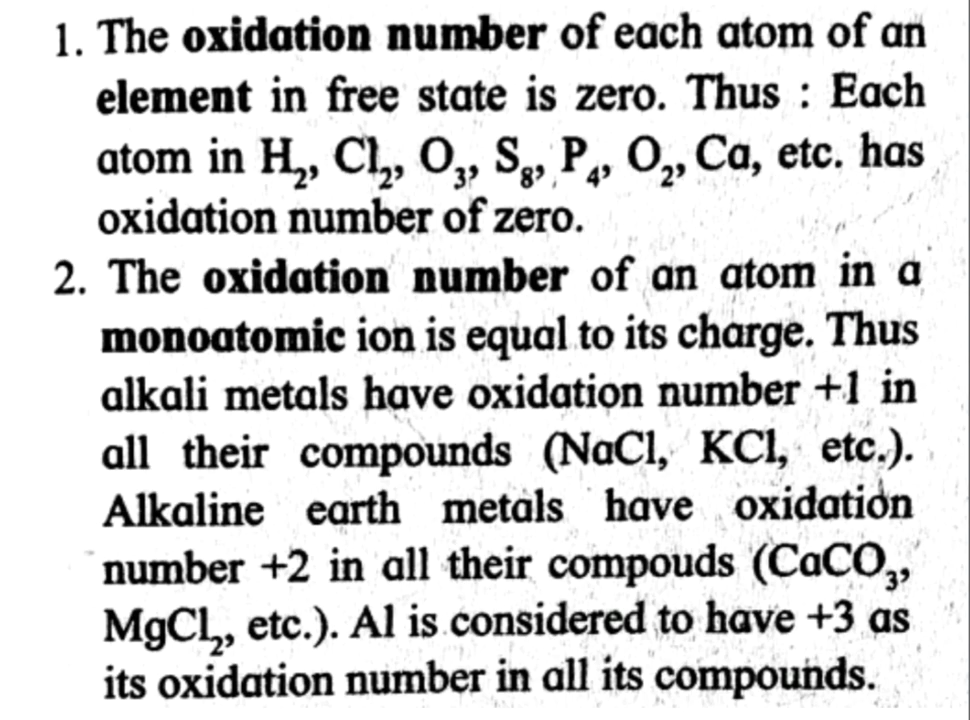 1. The oxidation number of each atom of an
element in free state is zero. Thus : Each
atom in H₂, Cl₂, O₃, S₈, P₄, O₂, Ca, etc. has
oxidation number of zero.
2. The oxidation number of an atom in a
monoatomic ion is equal to its charge. Thus
alkali metals have oxidation number +1 in
all their compounds (NaCl, KCl, etc.).
Alkaline earth metals have oxidation
number +2 in all their compouds (CaCO₃,
MgCl₂, etc.). Al is considered to have +3 as
its oxidation number in all its compounds.